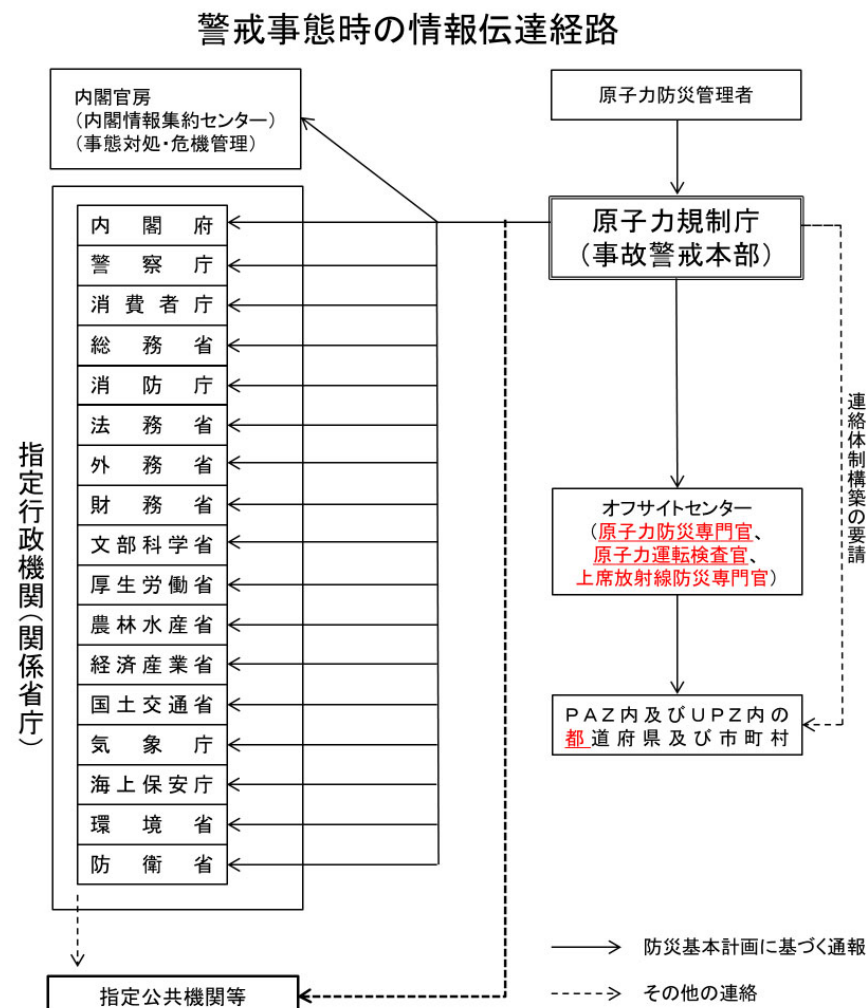 警戒事態時の情報伝達経路
内閣官房
（内閣情報集約センター）
（事態対処・危機管理）
原子力防災管理者
原子力規制庁
（事故警戒本部）
指定行政機関（関係省庁）
内閣府
警察庁
消費者庁
総務省
消防庁
法務省
外務省
財務省
文部科学省
厚生労働省
農林水産省
経済産業省
国土交通省
気象庁
海上保安庁
環境省
防衛省
連絡体制構築の要請
オフサイトセンター
（原子力防災専門官、
原子力運転検査官、
上席放射線防災専門官）
ＰＡＺ内及びＵＰＺ内の
都道府県及び市町村
指定公共機関等
防災基本計画に基づく通報
その他の連絡